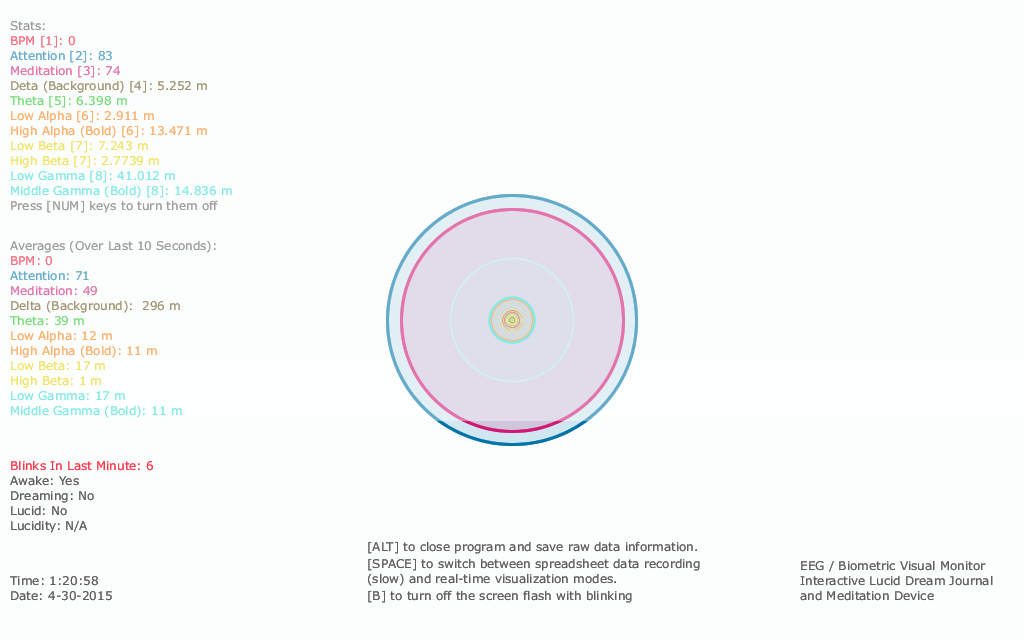 Stats:
BPM [1]: 0
Attention [2]: 83
Meditation [3]: 74
Deta (Background) [4]: 5.252 m
Theta [5]: 6.398 m
Low Alpha [6]: 2.911 m
High Alpha (Bold) [6]: 13.471 m
Low Beta [7]: 7.243 m
High Beta [7]: 2.7739 m
Low Gamma [8]: 41.012 m
Middle Gamma (Bold) [8]: 14.836 m
Press [NUM] keys to turn them off
Averages (Over Last 10 Seconds):
BPM: 0
Attention: 71
Meditation: 49
Delta (Background):  296 m
Theta: 39 m
Low Alpha: 12 m
High Alpha (Bold): 11 m
Low Beta: 17 m
High Beta: 1 m
Low Gamma: 17 m
Middle Gamma (Bold): 11 m
Blinks In Last Minute: 6
Awake: Yes
Dreaming: No
Lucid: No
Lucidity: N/A
Time: 1:20:58
Date: 4-30-2015
[ALT] to close program and save raw data information.
[SPACE] to switch between spreadsheet data recording
(slow) and real-time visualization modes.
[B] to turn off the screen flash with blinking
EEG / Biometric Visual Monitor
Interactive Lucid Dream Journal
and Meditation Device